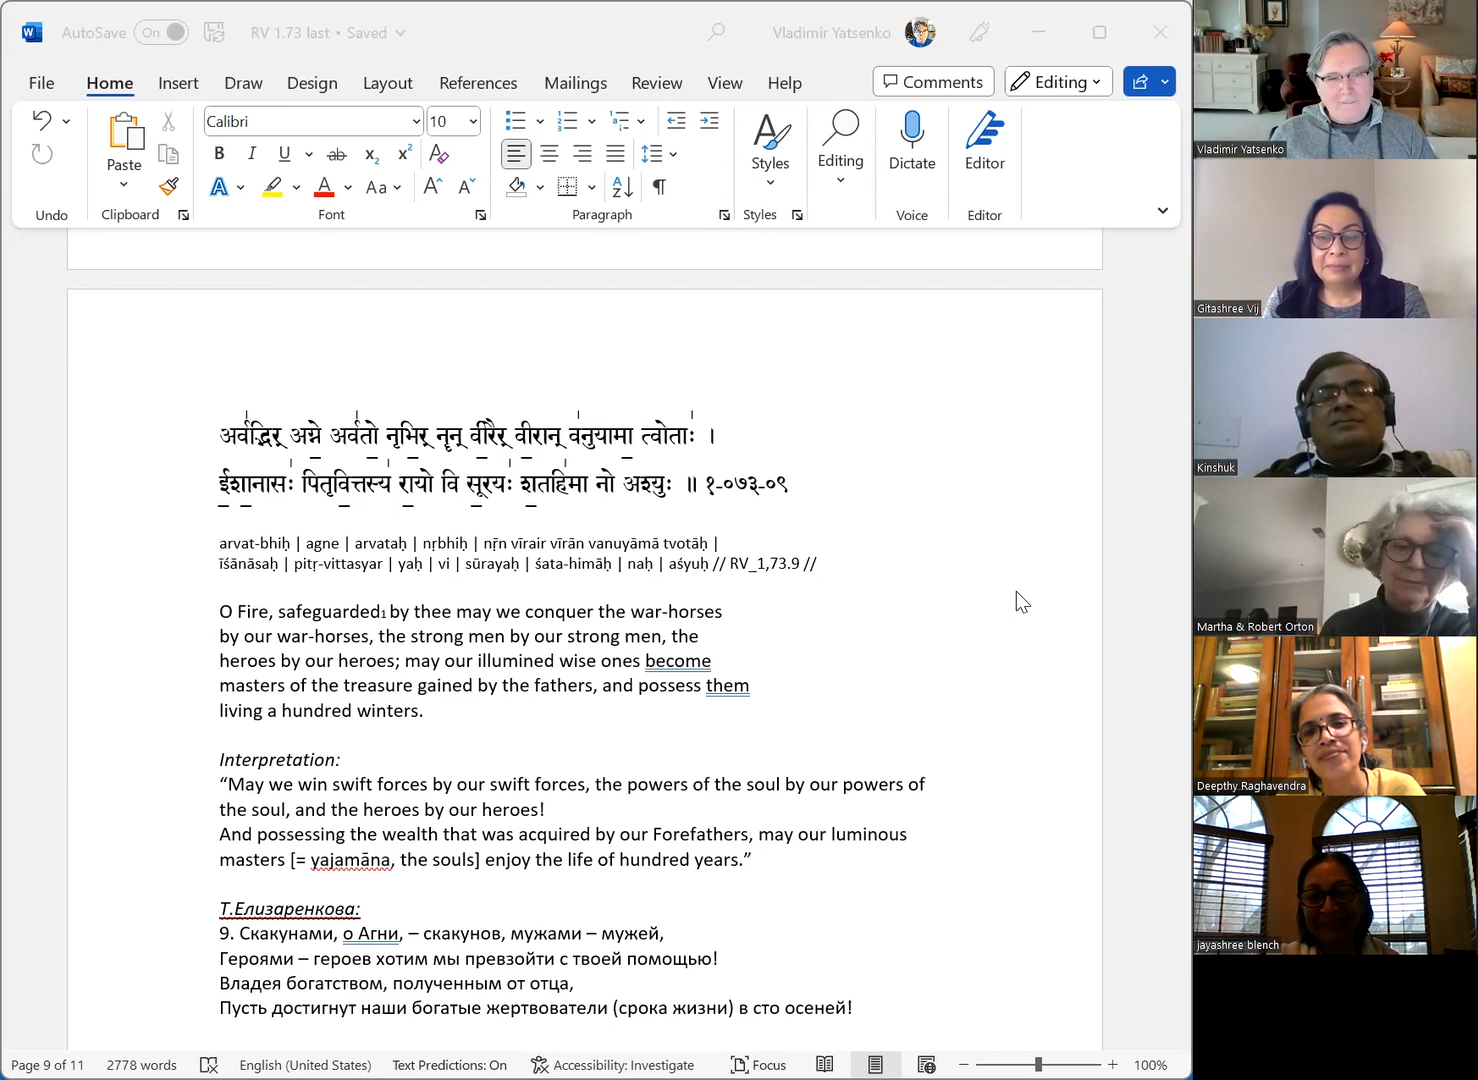 AutoSave On RV 1.73 last • Saved Vladimir Yatsenko
File Home Insert Draw Design Layout References Mailings Review View Help Comments Editing
Calibri 10
Paste Styles Editing Dictate Editor
Undo Clipboard Font Paragraph Styles Voice Editor
अर्वद्भिर् अग्ने अर्वतो नृभिर् नॄन् वीरैर् वीरान् वनुयामा त्वोताः ।
ईशानासः पितृवित्तस्य रायो वि सूरयः शतहिमा नो अश्युः ॥ १-०७३-०९
arvat-bhiḥ | agne | arvataḥ | nṛbhiḥ | nṝn vīrair vīrān vanuyāmā tvotāḥ |
īśānāsaḥ | pitṛ-vittasyar | yaḥ | vi | sūrayaḥ | śata-himāḥ | naḥ | aśyuḥ // RV_1,73.9 //
O Fire, safeguarded1 by thee may we conquer the war-horses
by our war-horses, the strong men by our strong men, the
heroes by our heroes; may our illumined wise ones become
masters of the treasure gained by the fathers, and possess them
living a hundred winters.
Interpretation:
“May we win swift forces by our swift forces, the powers of the soul by our powers of
the soul, and the heroes by our heroes!
And possessing the wealth that was acquired by our Forefathers, may our luminous
masters [= yajamāna, the souls] enjoy the life of hundred years.”
Т.Елизаренкова:
9. Скакунами, о Агни, – скакунов, мужами – мужей,
Героями – героев хотим мы превзойти с твоей помощью!
Владея богатством, полученным от отца,
Пусть достигнут наши богатые жертвователи (срока жизни) в сто осеней!
Page 9 of 11 2778 words English (United States) Text Predictions: On Accessibility: Investigate Focus 100%
Vladimir Yatsenko
Gitashree Vij
Kinshuk
Martha & Robert Orton
Deepthy Raghavendra
jayashree blench